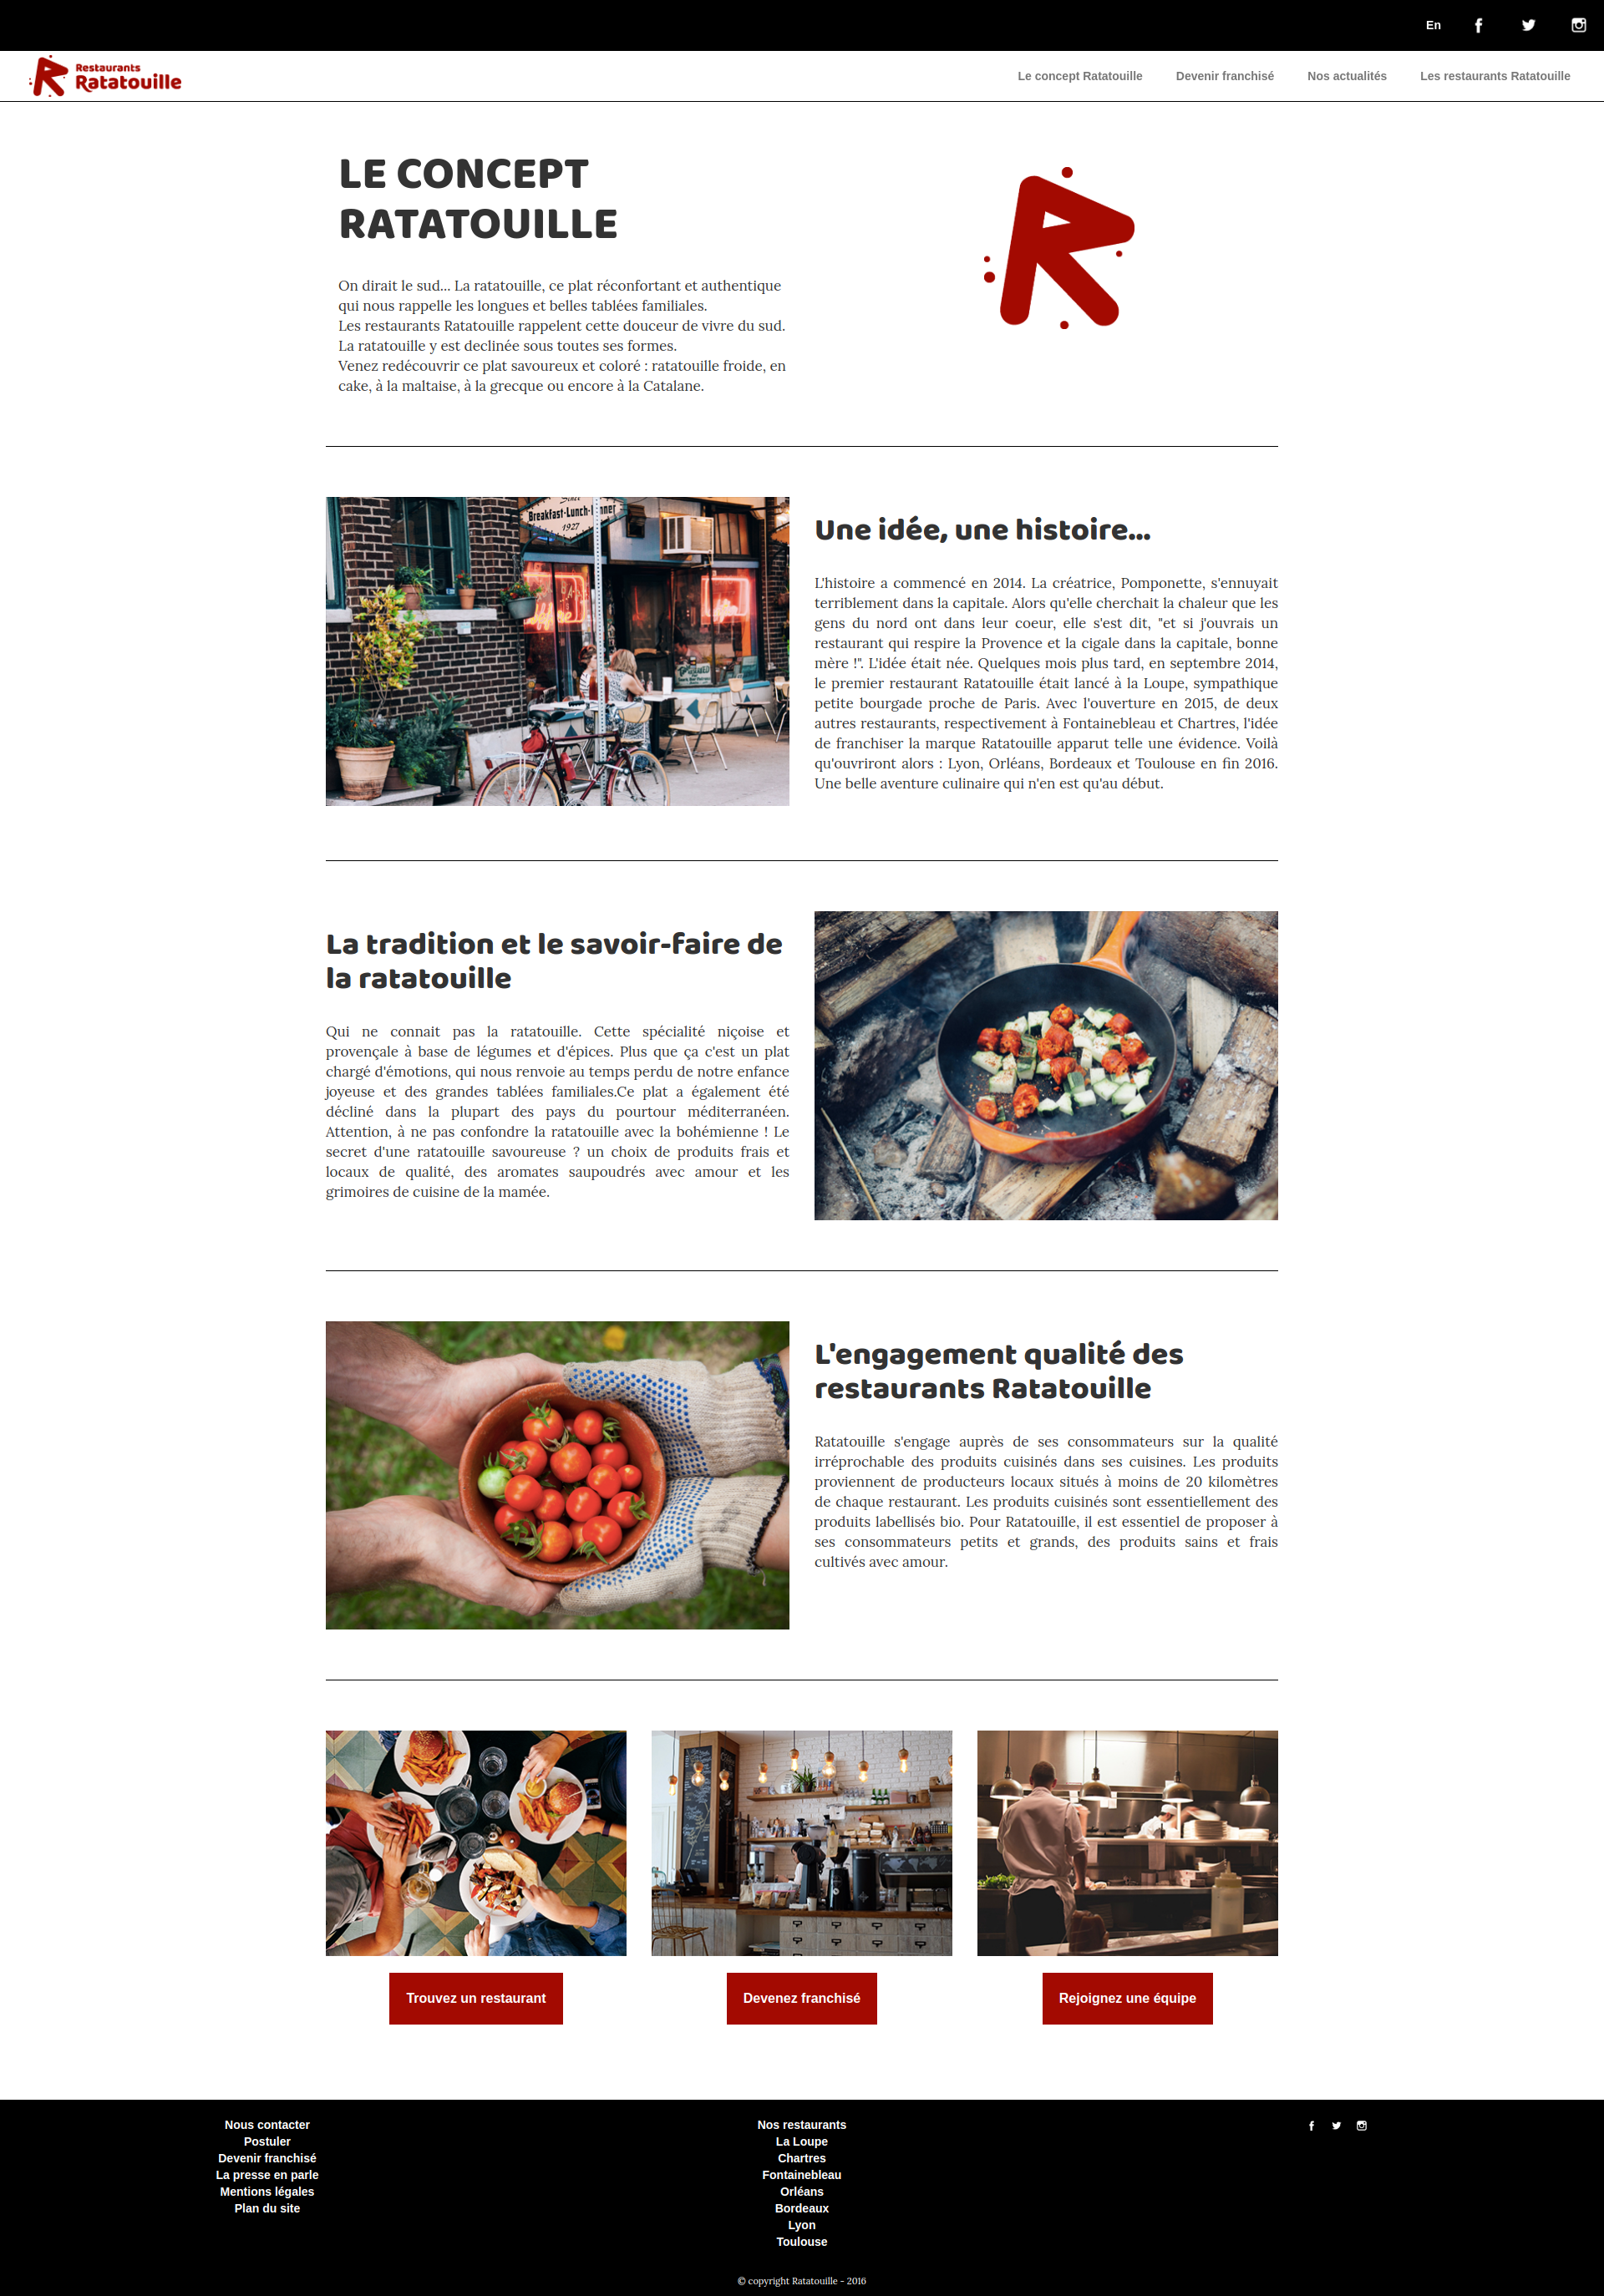 En
Restaurants
Ratatouille
Le concept Ratatouille
Devenir franchisé
Nos actualités
Les restaurants Ratatouille
LE CONCEPT
RATATOUILLE
On dirait le sud... La ratatouille, ce plat réconfortant et authentique
qui nous rappelle les longues et belles tablées familiales.
Les restaurants Ratatouille rappelent cette douceur de vivre du sud.
La ratatouille y est declinée sous toutes ses formes.
Venez redécouvrir ce plat savoureux et coloré : ratatouille froide, en
cake, à la maltaise, à la grecque ou encore à la Catalane.
Breakfast-Lunch-
1927
Une idée, une histoire...
L'histoire a commencé en 2014. La créatrice, Pomponette, s'ennuyait
terriblement dans la capitale. Alors qu'elle cherchait la chaleur que les
gens du nord ont dans leur coeur, elle s'est dit, "et si j'ouvrais un
restaurant qui respire la Provence et la cigale dans la capitale, bonne
mère !". L'idée était née. Quelques mois plus tard, en septembre 2014,
le premier restaurant Ratatouille était lancé à la Loupe, sympathique
petite bourgade proche de Paris. Avec l'ouverture en 2015, de deux
autres restaurants, respectivement à Fontainebleau et Chartres, l'idée
de franchiser la marque Ratatouille apparut telle une évidence. Voilà
qu'ouvriront alors : Lyon, Orléans, Bordeaux et Toulouse en fin 2016.
Une belle aventure culinaire qui n'en est qu'au début.
La tradition et le savoir-faire de
la ratatouille
Qui ne connait pas la ratatouille. Cette spécialité niçoise et
provençale à base de légumes et d'épices. Plus que ça c'est un plat
chargé d'émotions, qui nous renvoie au temps perdu de notre enfance
joyeuse et des grandes tablées familiales.Ce plat a également été
décliné dans la plupart des pays du pourtour méditerranéen.
Attention, à ne pas confondre la ratatouille avec la bohémienne ! Le
secret d'une ratatouille savoureuse ? un choix de produits frais et
locaux de qualité, des aromates saupoudrés avec amour et les
grimoires de cuisine de la mamée.
L'engagement qualité des
restaurants Ratatouille
Ratatouille s'engage auprès de ses consommateurs sur la qualité
irréprochable des produits cuisinés dans ses cuisines. Les produits
proviennent de producteurs locaux situés à moins de 20 kilomètres
de chaque restaurant. Les produits cuisinés sont essentiellement des
produits labellisés bio. Pour Ratatouille, il est essentiel de proposer à
ses consommateurs petits et grands, des produits sains et frais
cultivés avec amour.
Trouvez un restaurant
Devenez franchisé
Rejoignez une équipe
Nous contacter
Postuler
Devenir franchisé
La presse en parle
Mentions légales
Plan du site
Nos restaurants
La Loupe
Chartres
Fontainebleau
Orléans
Bordeaux
Lyon
Toulouse
© copyright Ratatouille - 2016